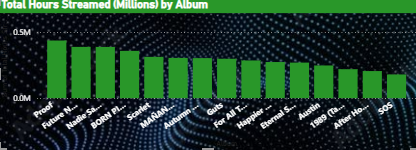 Total Hours Streamed (Millions) by Album
0.5M
0.0M
Proof
Future N...
Nadie Sa...
BORN PI...
Scarlet
MAÑAN...
Autumn ...
Guts
For All T...
Happier ...
Eternal S...
Austin
1989 (Ta...
After Ho...
SOS